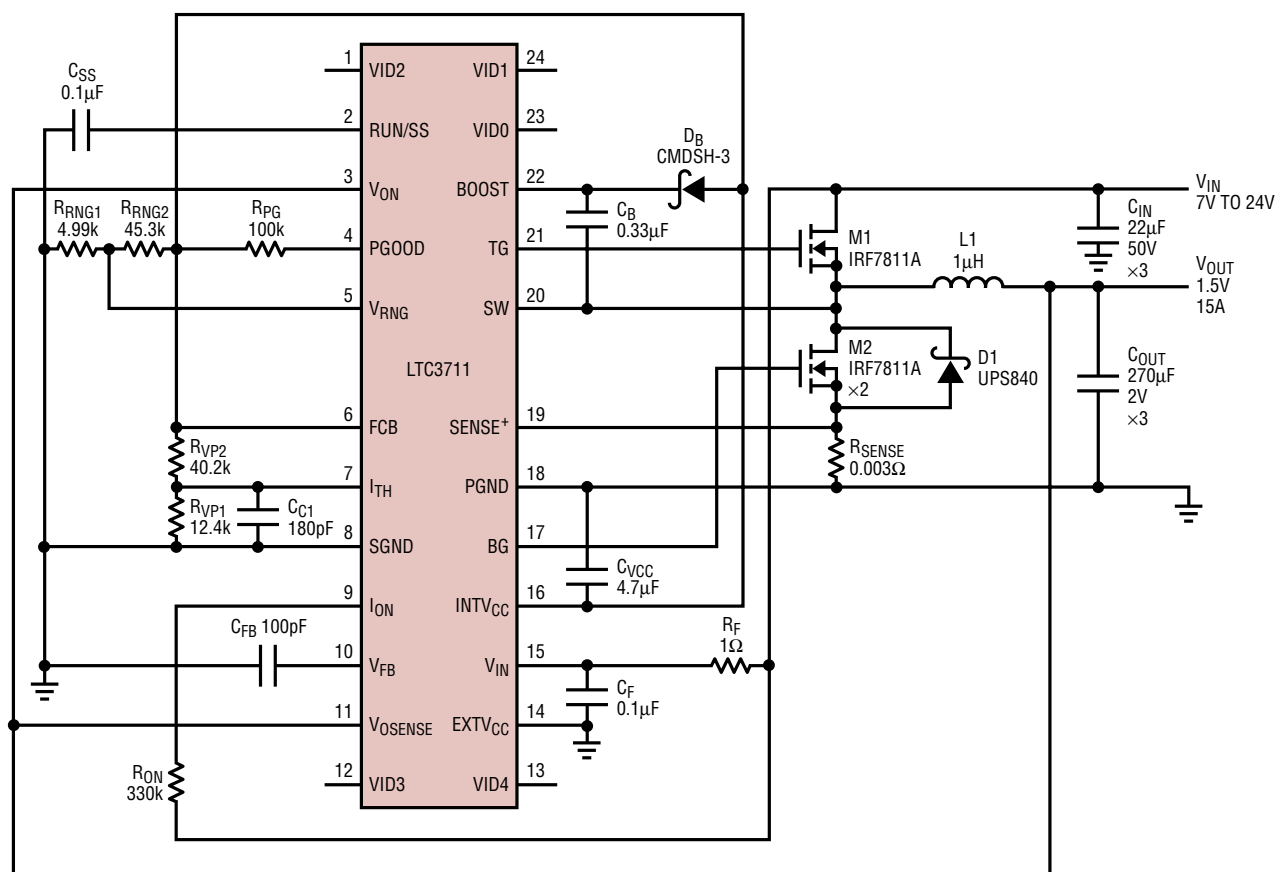 1
VID2
VID1
24
CSS
0.1µF
2
RUN/SS
VID0
23
DB
CMDSH-3
3
VON
BOOST
22
VIN
7V TO 24V
RRNG1
4.99k
RRNG2
45.3k
RPG
100k
CB
0.33µF
CIN
22µF
50V
×3
4
PGOOD
TG
21
M1
IRF7811A
L1
1µH
VOUT
1.5V
15A
5
VRNG
SW
20
LTC3711
M2
IRF7811A
×2
D1
UPS840
COUT
270µF
2V
×3
6
FCB
SENSE+
19
RVP2
40.2k
RSENSE
0.003Ω
7
ITH
PGND
18
RVP1
12.4k
CC1
180pF
8
SGND
BG
17
CVCC
4.7µF
9
ION
INTVCC
16
CFB 100pF
RF
1Ω
10
VFB
VIN
15
CF
0.1µF
11
VOSENSE
EXTVCC
14
RON
330k
12
VID3
VID4
13